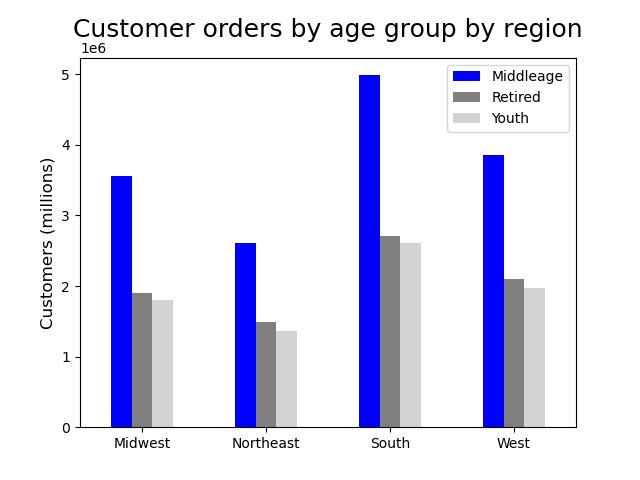 Customer orders by age group by region
1e6
Middleage
Retired
Youth
Customers (millions)
5
4
3
2
1
0
Midwest Northeast South West